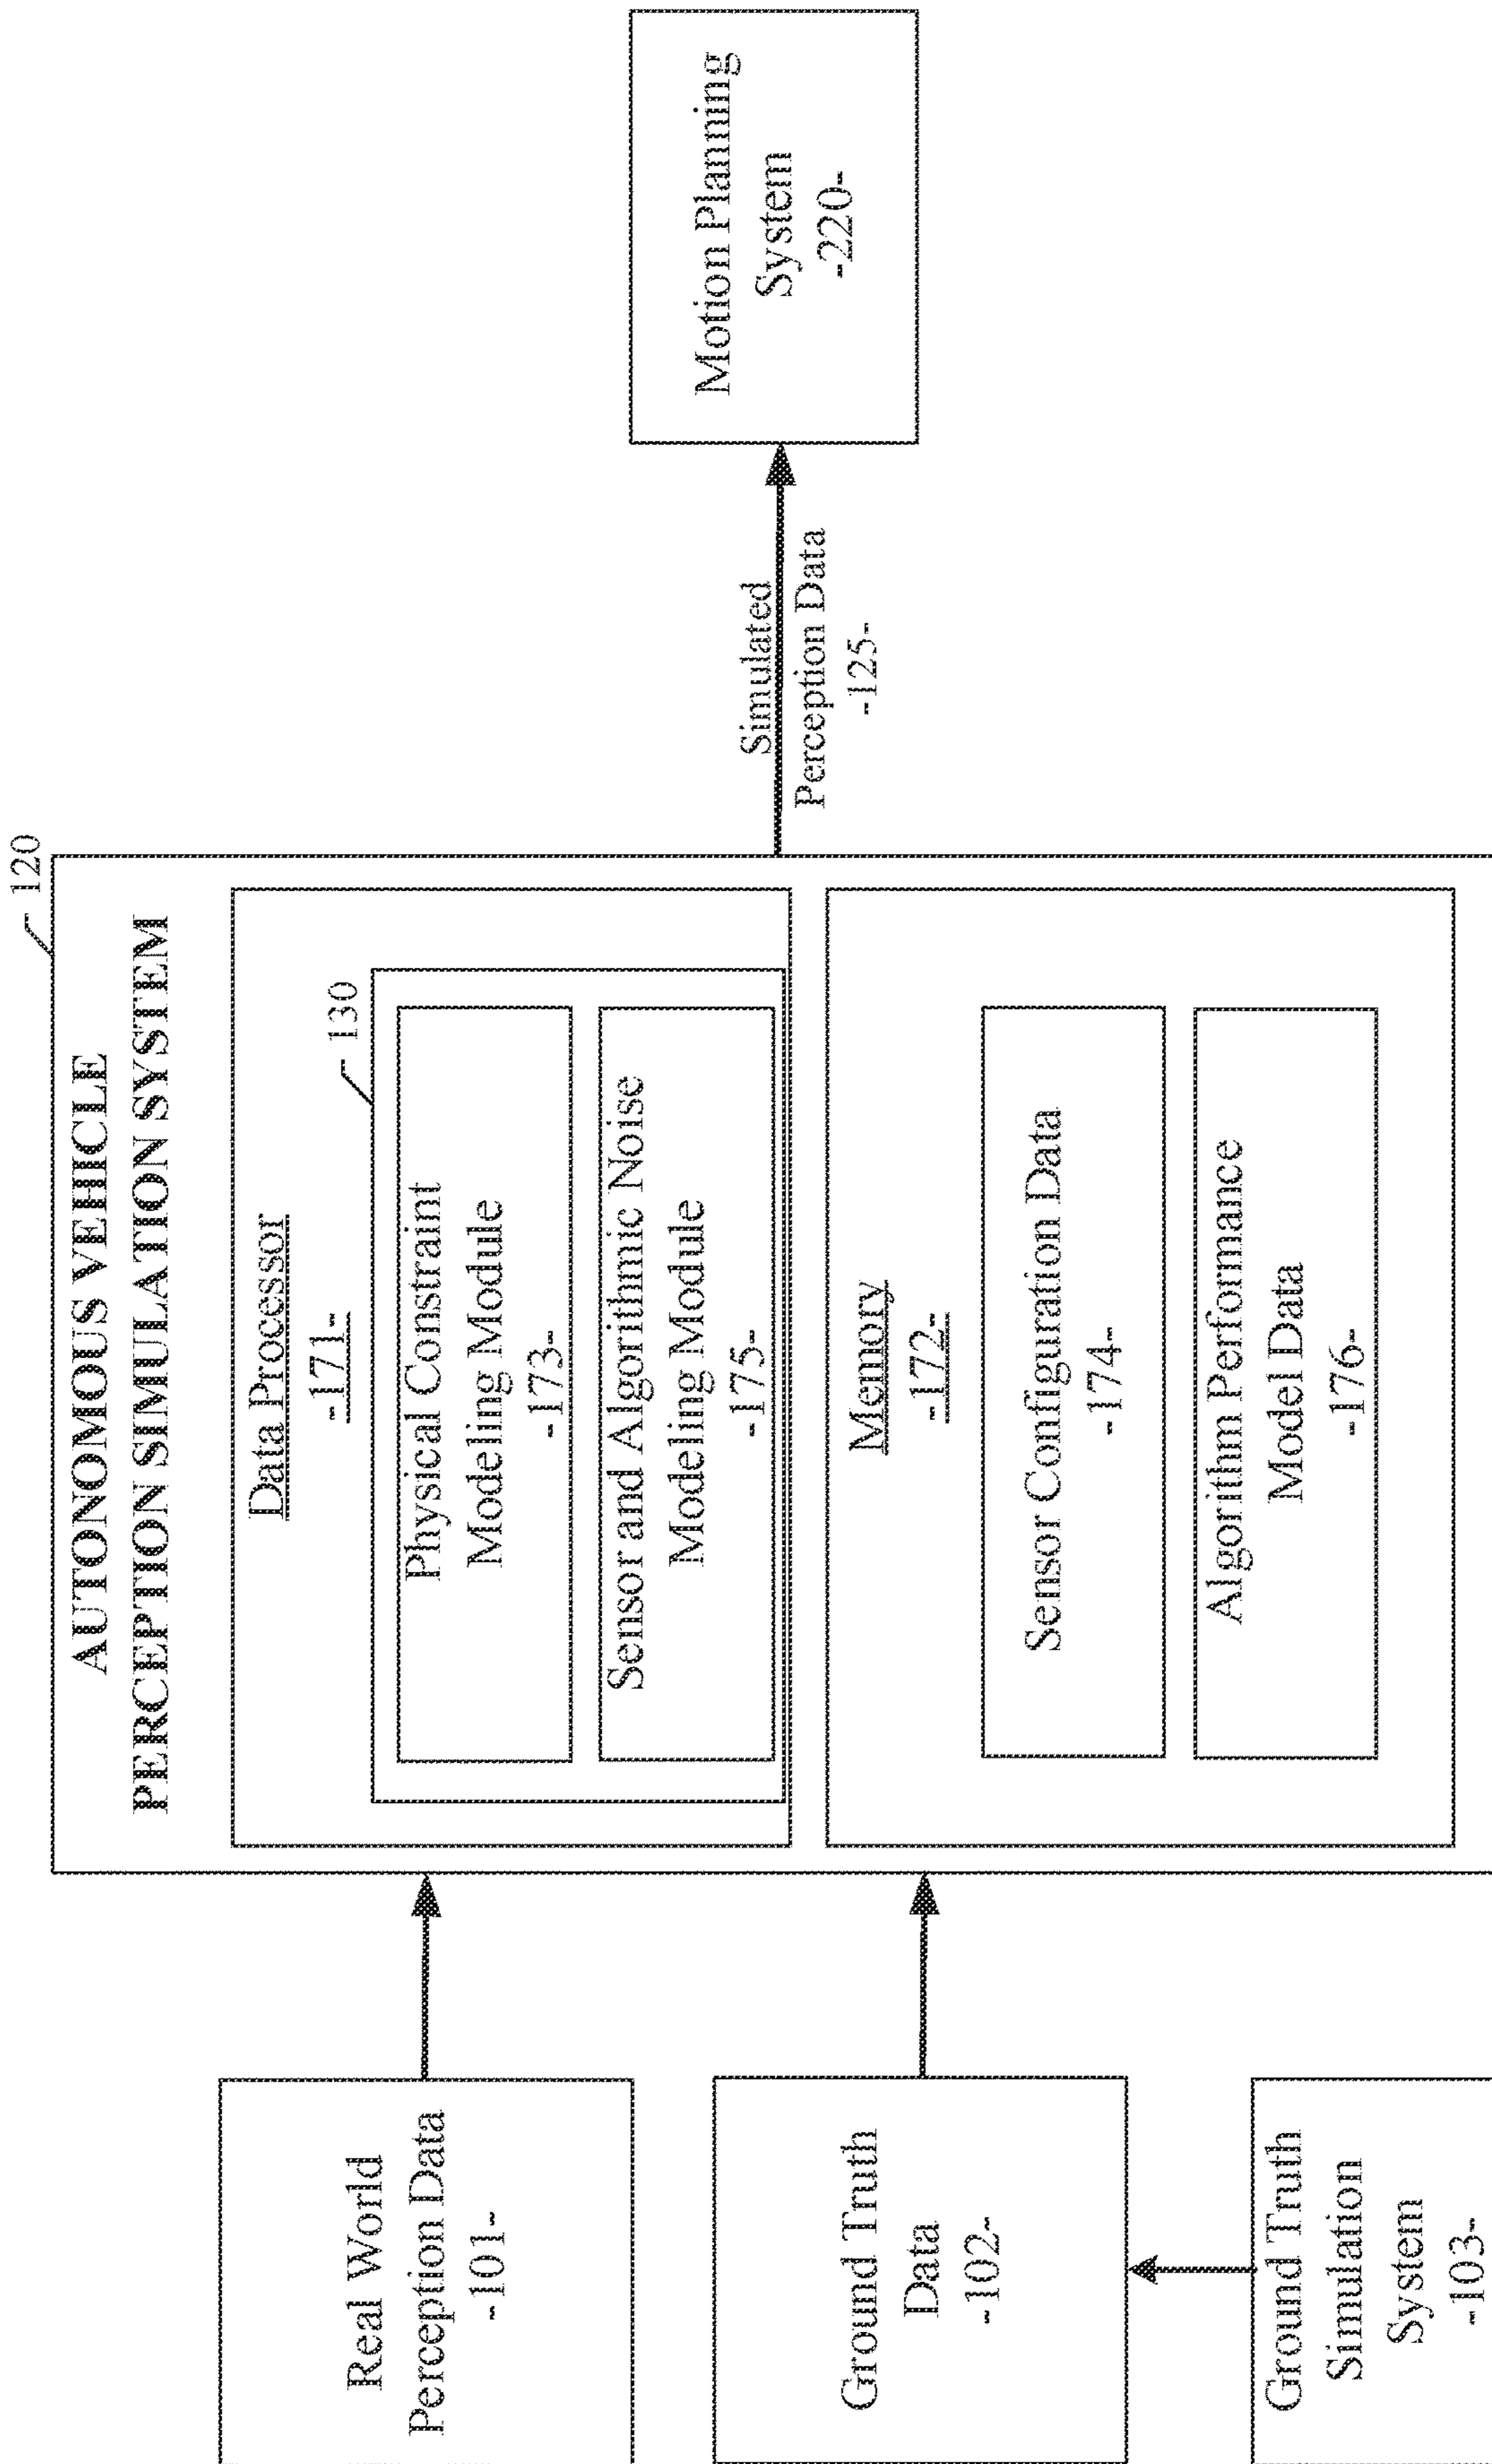 120
AUTONOMOUS VEHICLE
PERCEPTION SIMULATION SYSTEM
Real World
Perception Data
-101-
Ground Truth
Data
-102-
Ground Truth
Simulation
System
-103-
Data Processor
-171-
130
Physical Constraint
Modeling Module
-173-
Sensor and Algorithmic Noise
Modeling Module
-175-
Memory
-172-
Sensor Configuration Data
-174-
Algorithm Performance
Model Data
-176-
Simulated
Perception Data
-125-
Motion Planning
System
-220-